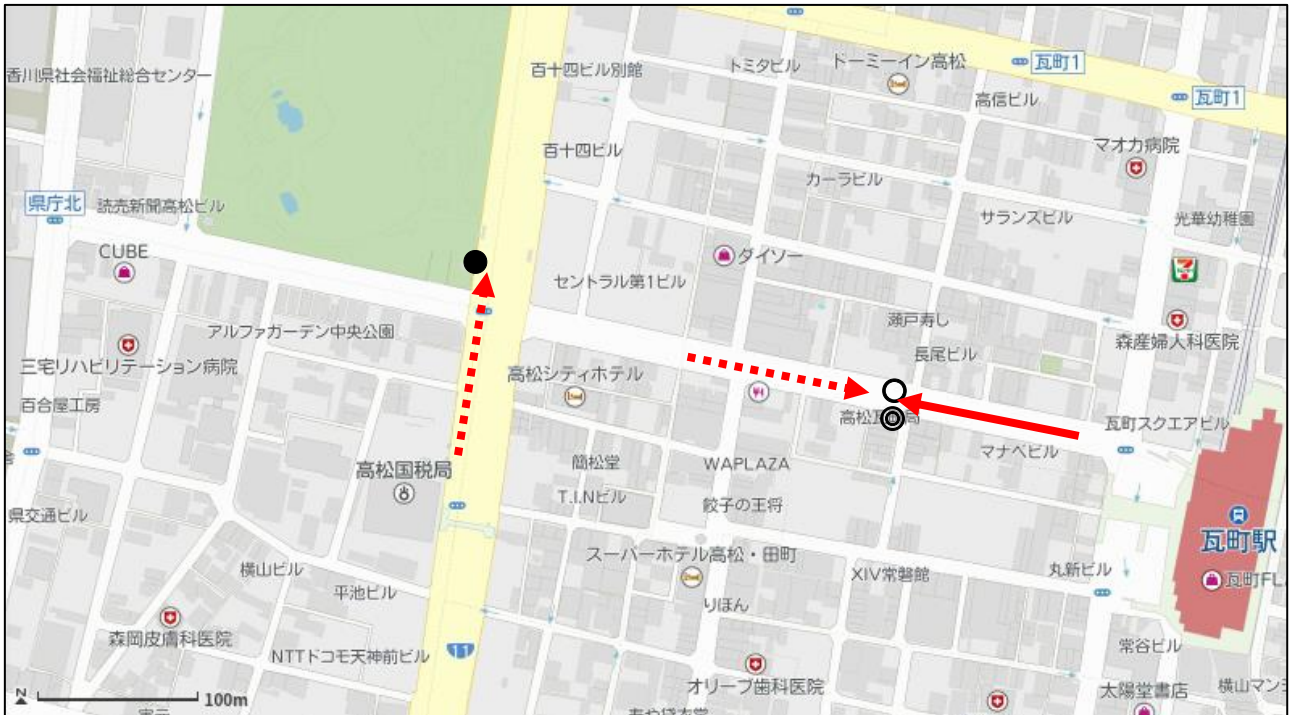 百十四ビル別館
トミタビル
ドーミーイン高松
瓦町1
香川県社会福祉総合センター
高信ビル
瓦町1
百十四ビル
マオカ病院
カーラビル
県庁北
読売新聞高松ビル
サランズビル
光華幼稚園
CUBE
ダイソー
セントラル第1ビル
瀬戸寿し
アルファガーデン中央公園
森産婦人科医院
長尾ビル
三宅リハビリテーション病院
高松シティホテル
百合屋工房
高松瓦 局
瓦町スクエアビル
マナベビル
簡松堂
WAPLAZA
高松国税局
T.I.Nビル
餃子の王将
県交通ビル
瓦町駅
スーパーホテル高松・田町
横山ビル
XIV常磐館
丸新ビル
瓦町FL
平池ビル
りほん
森岡皮膚科医院
常谷ビル
NTTドコモ天神前ビル
11
オリーブ歯科医院
太陽堂書店
横山マン
N
100m